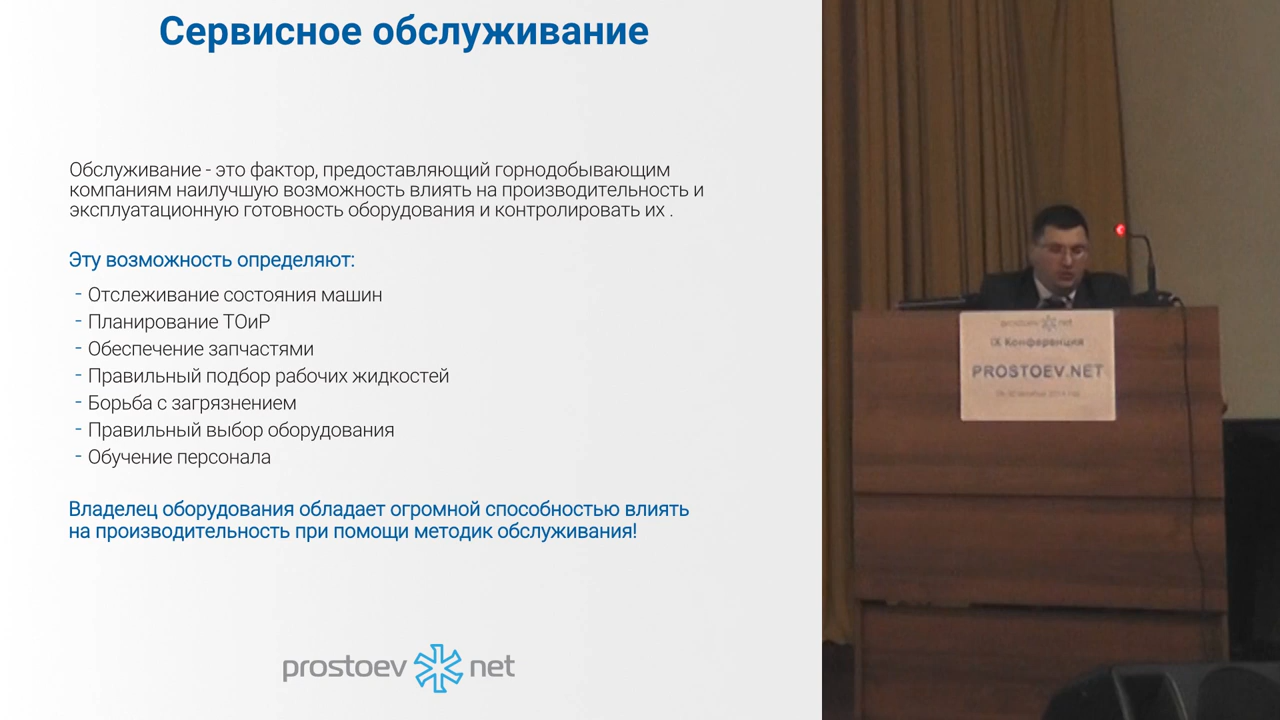 Сервисное обслуживание
Обслуживание - это фактор, предоставляющий горнодобывающим
компаниям наилучшую возможность влиять на производительность и
эксплуатационную готовность оборудования и контролировать их .
Эту возможность определяют:
- Отслеживание состояния машин
- Планирование ТОиР
- Обеспечение запчастями
- Правильный подбор рабочих жидкостей
- Борьба с загрязнением
- Правильный выбор оборудования
- Обучение персонала
Владелец оборудования обладает огромной способностью влиять
на производительность при помощи методик обслуживания!
prostoev net
prostoev net
IX Конференция
PROSTOEV.NET